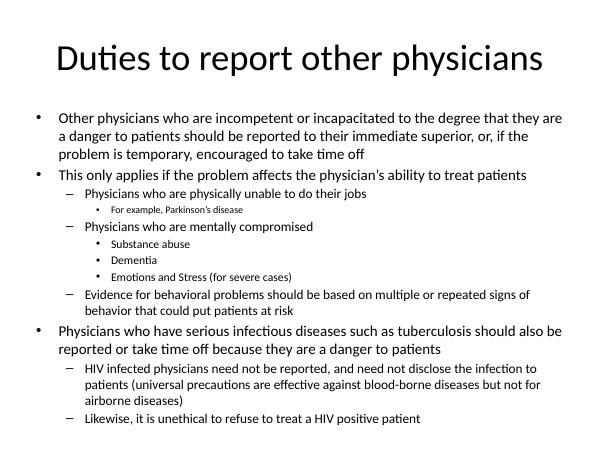 Duties to report other physicians
• Other physicians who are incompetent or incapacitated to the degree that they are
a danger to patients should be reported to their immediate superior, or, if the
problem is temporary, encouraged to take time off
• This only applies if the problem affects the physician's ability to treat patients
– Physicians who are physically unable to do their jobs
• For example, Parkinson's disease
– Physicians who are mentally compromised
• Substance abuse
• Dementia
• Emotions and Stress (for severe cases)
– Evidence for behavioral problems should be based on multiple or repeated signs of
behavior that could put patients at risk
• Physicians who have serious infectious diseases such as tuberculosis should also be
reported or take time off because they are a danger to patients
– HIV infected physicians need not be reported, and need not disclose the infection to
patients (universal precautions are effective against blood-borne diseases but not for
airborne diseases)
– Likewise, it is unethical to refuse to treat a HIV positive patient